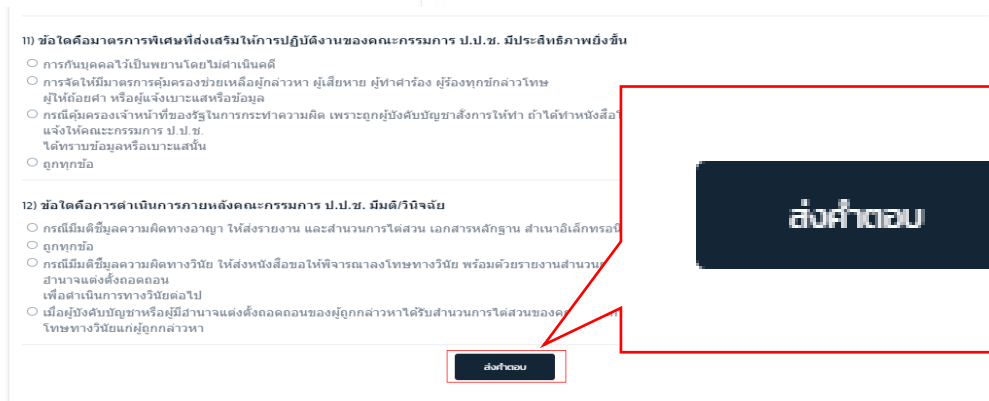 11) ข้อใดคือมาตรการพิเศษที่ส่งเสริมให้การปฏิบัติงานของคณะกรรมการ ป.ป.ช. มีประสิทธิภาพยิ่งขึ้น
การกันบุคคลไว้เป็นพยานโดยไม่ดำเนินคดี
การจัดให้มีมาตรการคุ้มครองช่วยเหลือผู้กล่าวหา ผู้เสียหาย ผู้ทำคำร้อง ผู้ร้องทุกข์กล่าวโทษ
ผู้ให้ถ้อยคำ หรือผู้แจ้งเบาะแสหรือข้อมูล
กรณีคุ้มครองเจ้าหน้าที่ของรัฐในการกระทำความผิด เพราะถูกผู้บังคับบัญชาสั่งการให้ทำ ถ้าได้ทำหนังสือ
แจ้งให้คณะะกรรมการ ป.ป.ช.
ได้ทราบข้อมูลหรือเบาะแสนั้น
ถูกทุกข้อ
ส่งคำตอบ
12) ข้อใดคือการดำเนินการภายหลังคณะกรรมการ ป.ป.ช. มีมติ/วินิจฉัย
กรณีมีมติชี้มูลความผิดทางอาญา ให้ส่งรายงาน และสำนวนการไต่สวน เอกสารหลักฐาน สำเนาอิเล็กทรอนิ
ถูกทุกข้อ
กรณีมีมติชี้มูลความผิดทางวินัย ให้ส่งหนังสือขอให้พิจารณาลงโทษทางวินัย พร้อมด้วยรายงานสำนวน
อำนาจแต่งตั้งถอดถอน
เพื่อดำเนินการทางวินัยต่อไป
เมื่อผู้บังคับบัญชาหรือผู้มีอำนาจแต่งตั้งถอดถอนของผู้ถูกกล่าวหาได้รับสำนวนการไต่สวนของ
โทษทางวินัยแก่ผู้ถูกกล่าวหา
ส่งคำตอบ